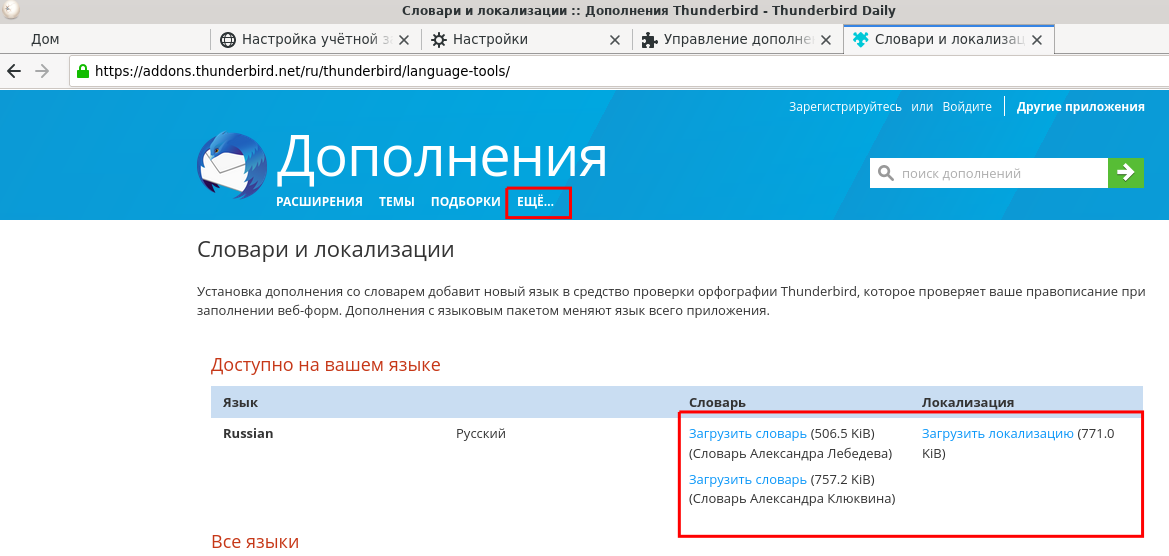 Словари и локализации :: Дополнения Thunderbird - Thunderbird Daily
Дом
Настройка учётной з
Настройки
Управление дополне
Словари и локализац
https://addons.thunderbird.net/ru/thunderbird/language-tools/
Зарегистрируйтесь или Войдите Другие приложения
Дополнения
поиск дополнений
РАСШИРЕНИЯ ТЕМЫ ПОДБОРКИ ЕЩЁ...
Словари и локализации
Установка дополнения со словарем добавит новый язык в средство проверки орфографии Thunderbird, которое проверяет ваше правописание при
заполнении веб-форм. Дополнения с языковым пакетом меняют язык всего приложения.
Доступно на вашем языке
Язык Словарь Локализация
Russian Русский Загрузить словарь (506.5 KiB) Загрузить локализацию (771.0
(Словарь Александра Лебедева) KiB)
Загрузить словарь (757.2 KiB)
(Словарь Александра Клюквина)
Все языки